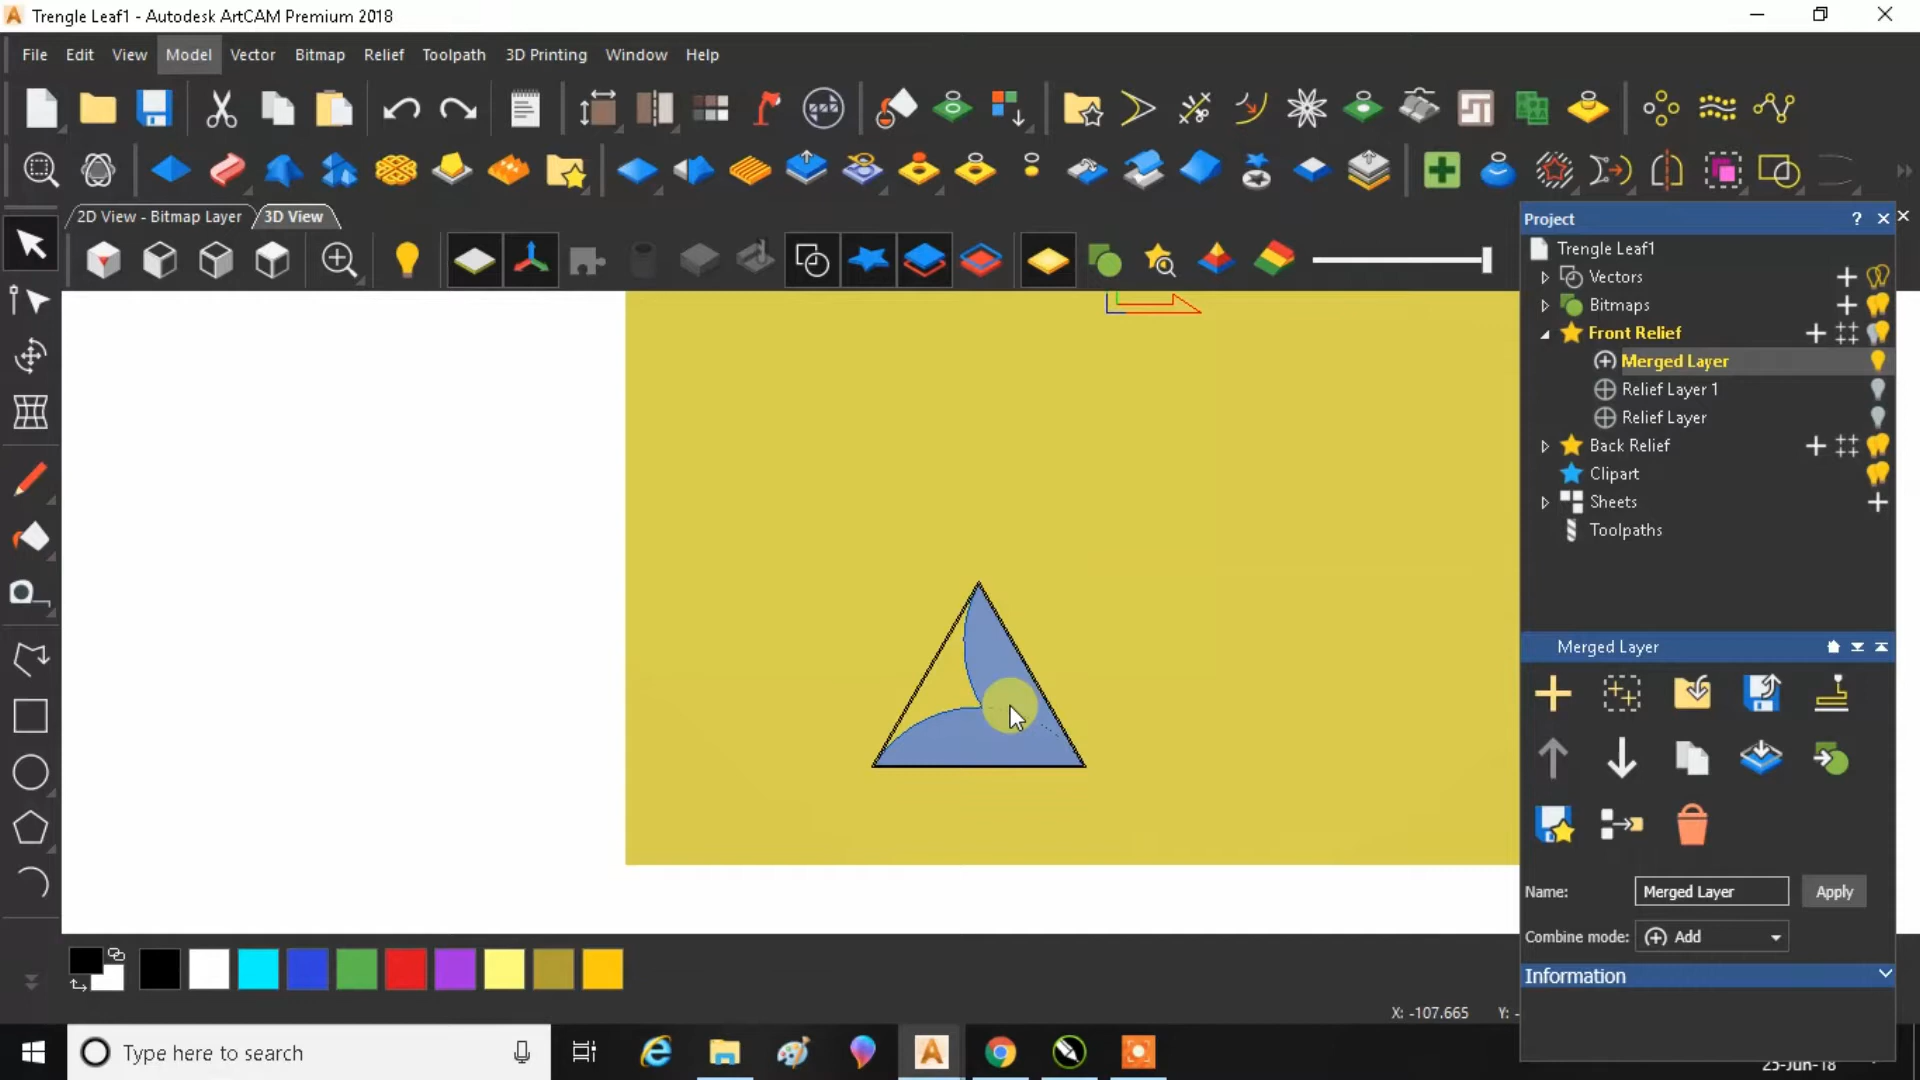 Trengle Leaf1 - Autodesk ArtCAM Premium 2018
File Edit View Model Vector Bitmap Relief Toolpath 3D Printing Window Help
2D View - Bitmap Layer 3D View
Project
Trengle Leaf1
Vectors
Bitmaps
Front Relief
Merged Layer
Relief Layer 1
Relief Layer
Back Relief
Clipart
Sheets
Toolpaths
Merged Layer
Name: Merged Layer Apply
Combine mode: Add
Information
X: -107.665 Y: -
Type here to search
25-Jun-18